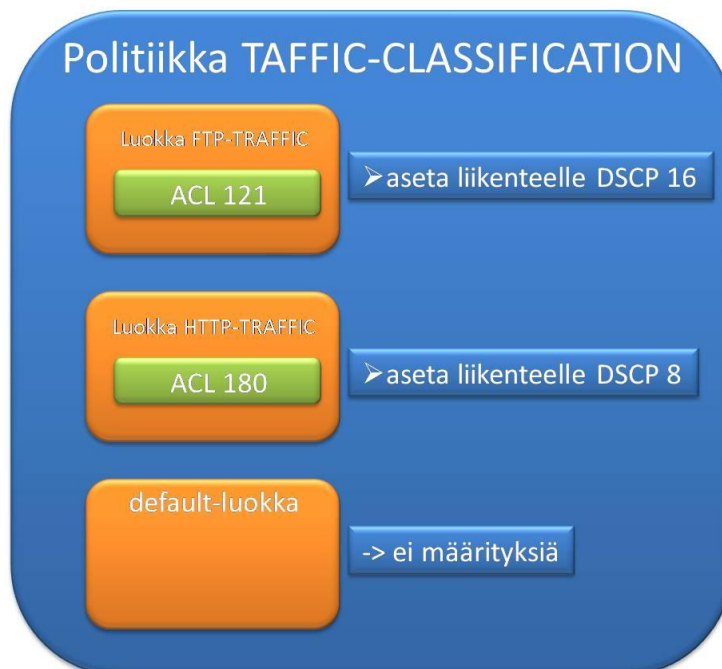 Politiikka TAFFIC-CLASSIFICATION
Luokka FTP-TRAFFIC
ACL 121
➢aseta liikenteelle DSCP 16
Luokka HTTP-TRAFFIC
ACL 180
➢aseta liikenteelle DSCP 8
default-luokka
-> ei määrityksiä